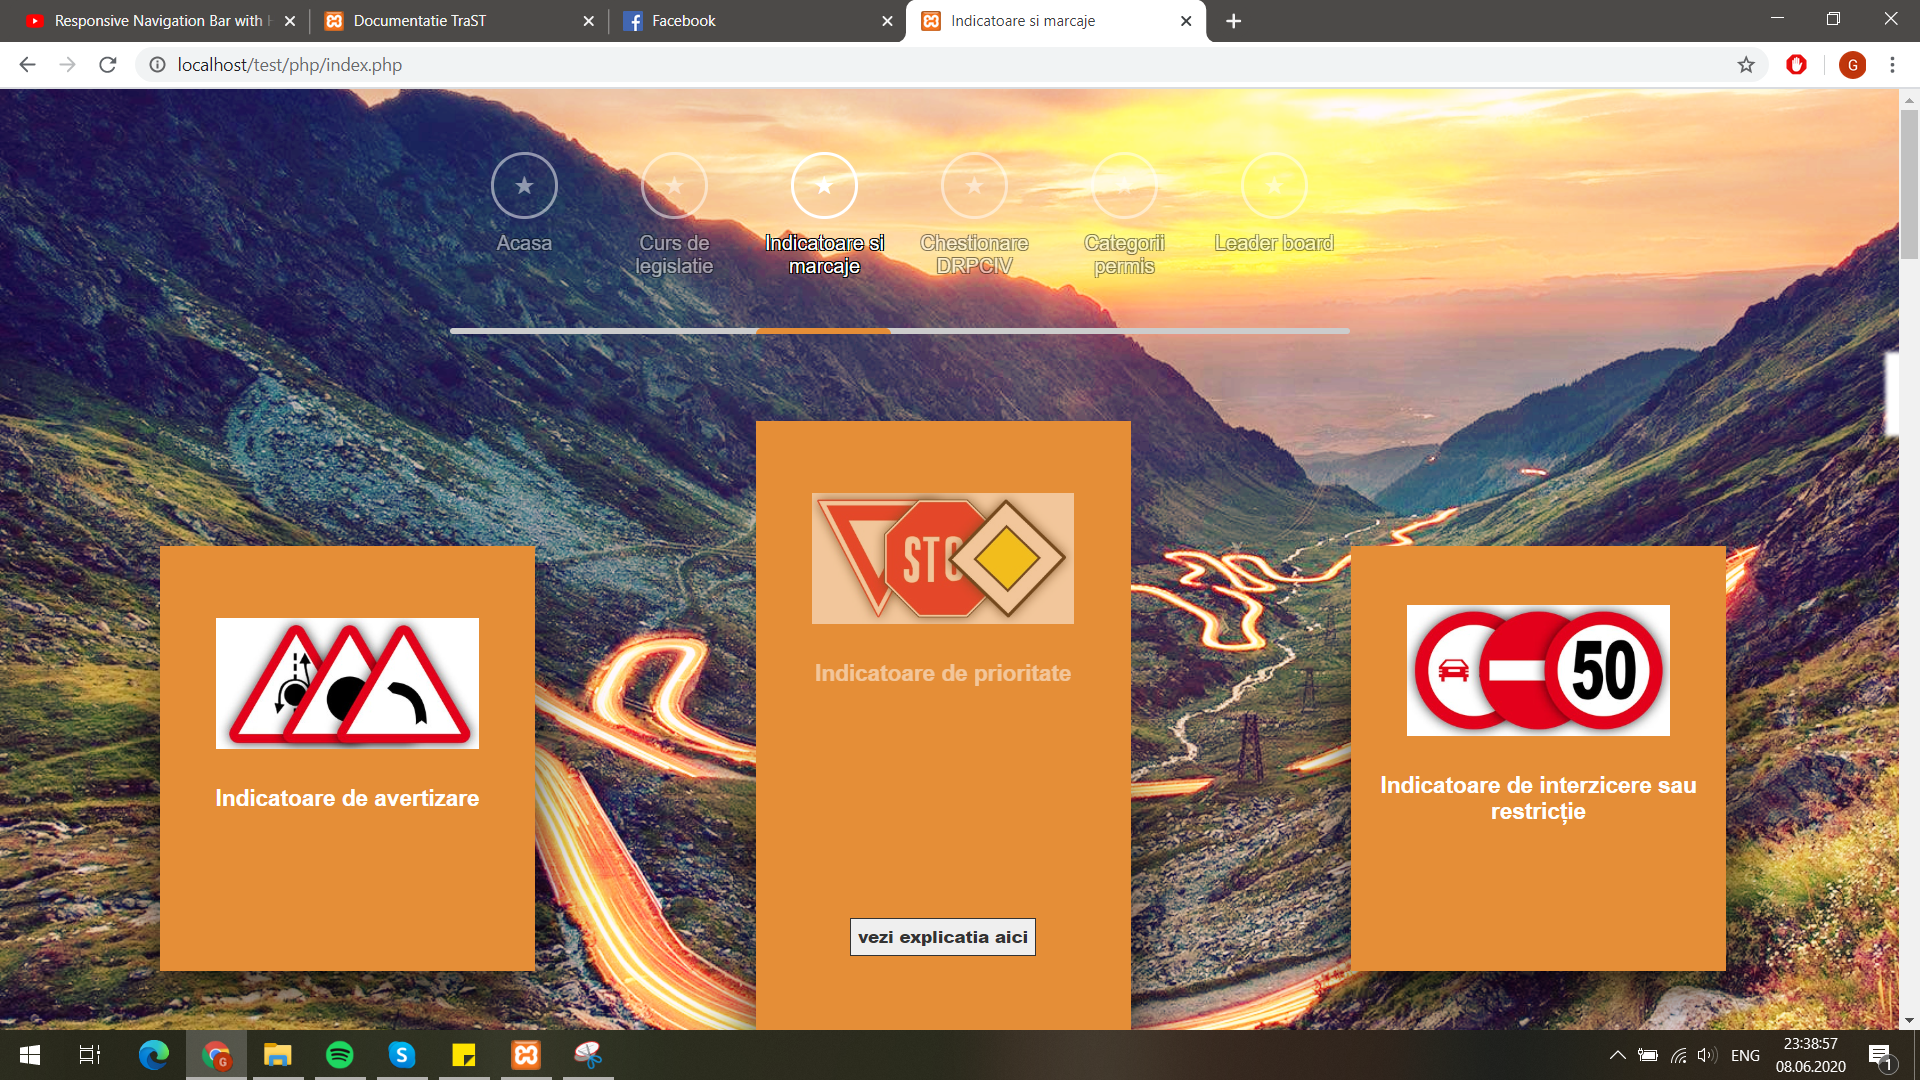 Responsive Navigation Bar with
Documentatie TraST
Facebook
Indicatoare si marcaje
localhost/test/php/index.php
G
Acasa
Curs de
legislatie
Indicatoare si
marcaje
Chestionare
DRPCIV
Categorii
permis
Leader board
STO
Indicatoare de prioritate
50
Indicatoare de avertizare
Indicatoare de interzicere sau
restricție
vezi explicatia aici
G
S
ENG
23:38:57
08.06.2020
1